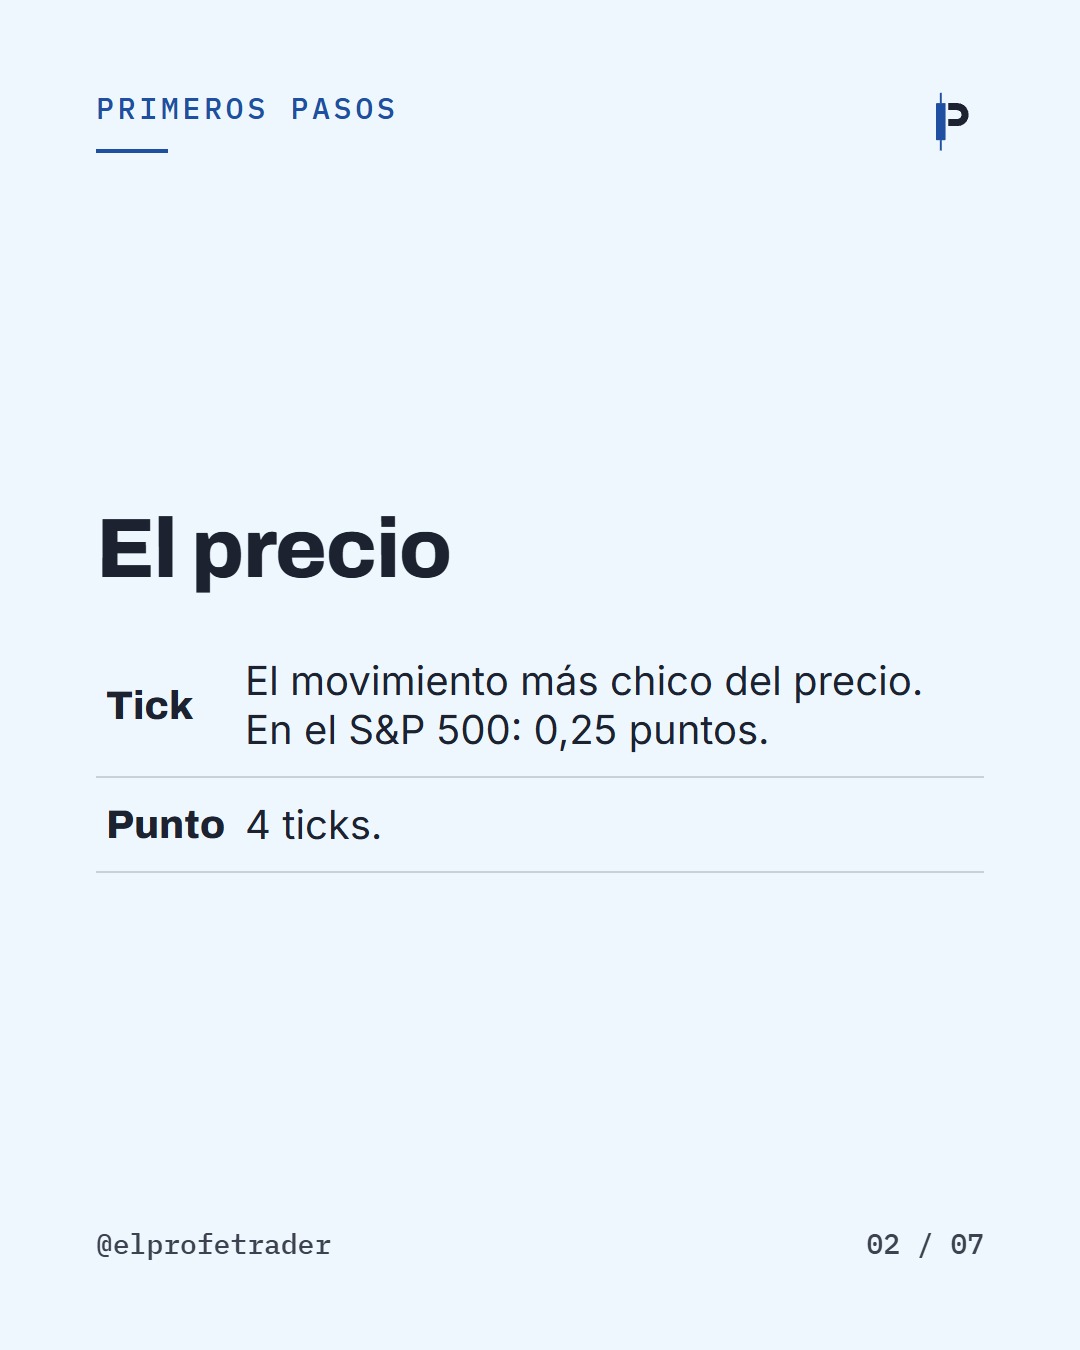 PRIMEROS PASOS
El precio
Tick
El movimiento más chico del precio.
En el S&P 500: 0,25 puntos.
Punto 4 ticks.
@elprofetrader
02 / 07